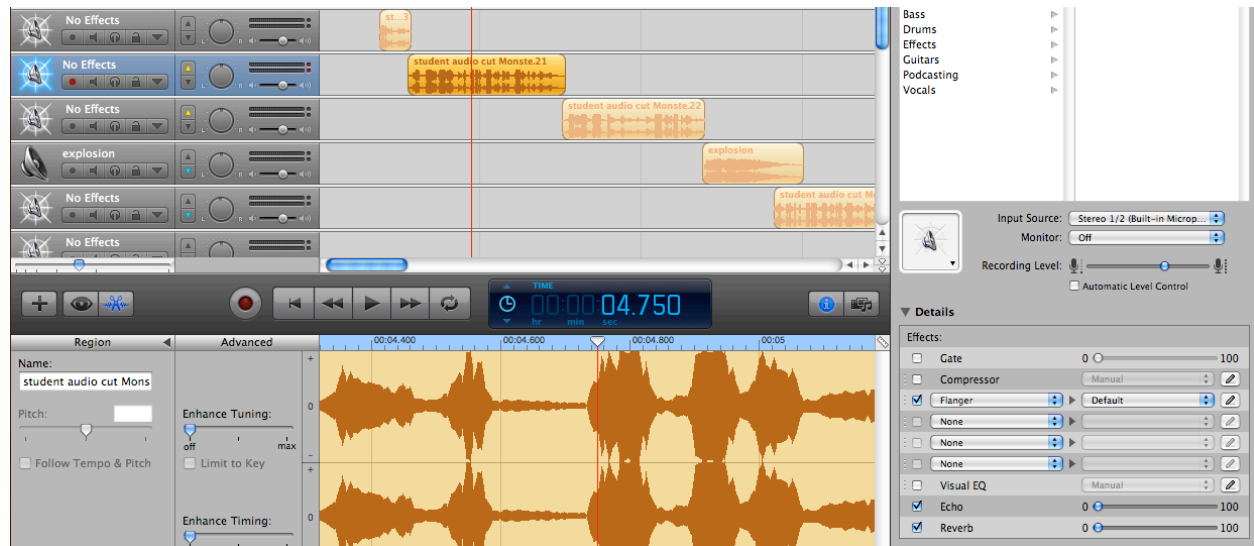 No Effects
st...3
No Effects
student audio cut Monste.21
No Effects
student audio cut Monste.22
explosion
explosion
No Effects
student audio cut M
No Effects
L R
TIME
00:00:04.750
hr min sec
Region
Advanced
Name:
student audio cut Mons
Pitch:
Follow Tempo & Pitch
Enhance Tuning:
off max
Limit to Key
Enhance Timing:
00:04.400 00:04.600 00:04.800 00:05
+
0
-
+
0
Bass
Drums
Effects
Guitars
Podcasting
Vocals
Input Source: Stereo 1/2 (Built-in Microp...
Monitor: Off
Recording Level:
Automatic Level Control
Details
Effects:
Gate 0 100
Compressor Manual
Flanger Default
None
None
None
Visual EQ Manual
Echo 0 100
Reverb 0 100